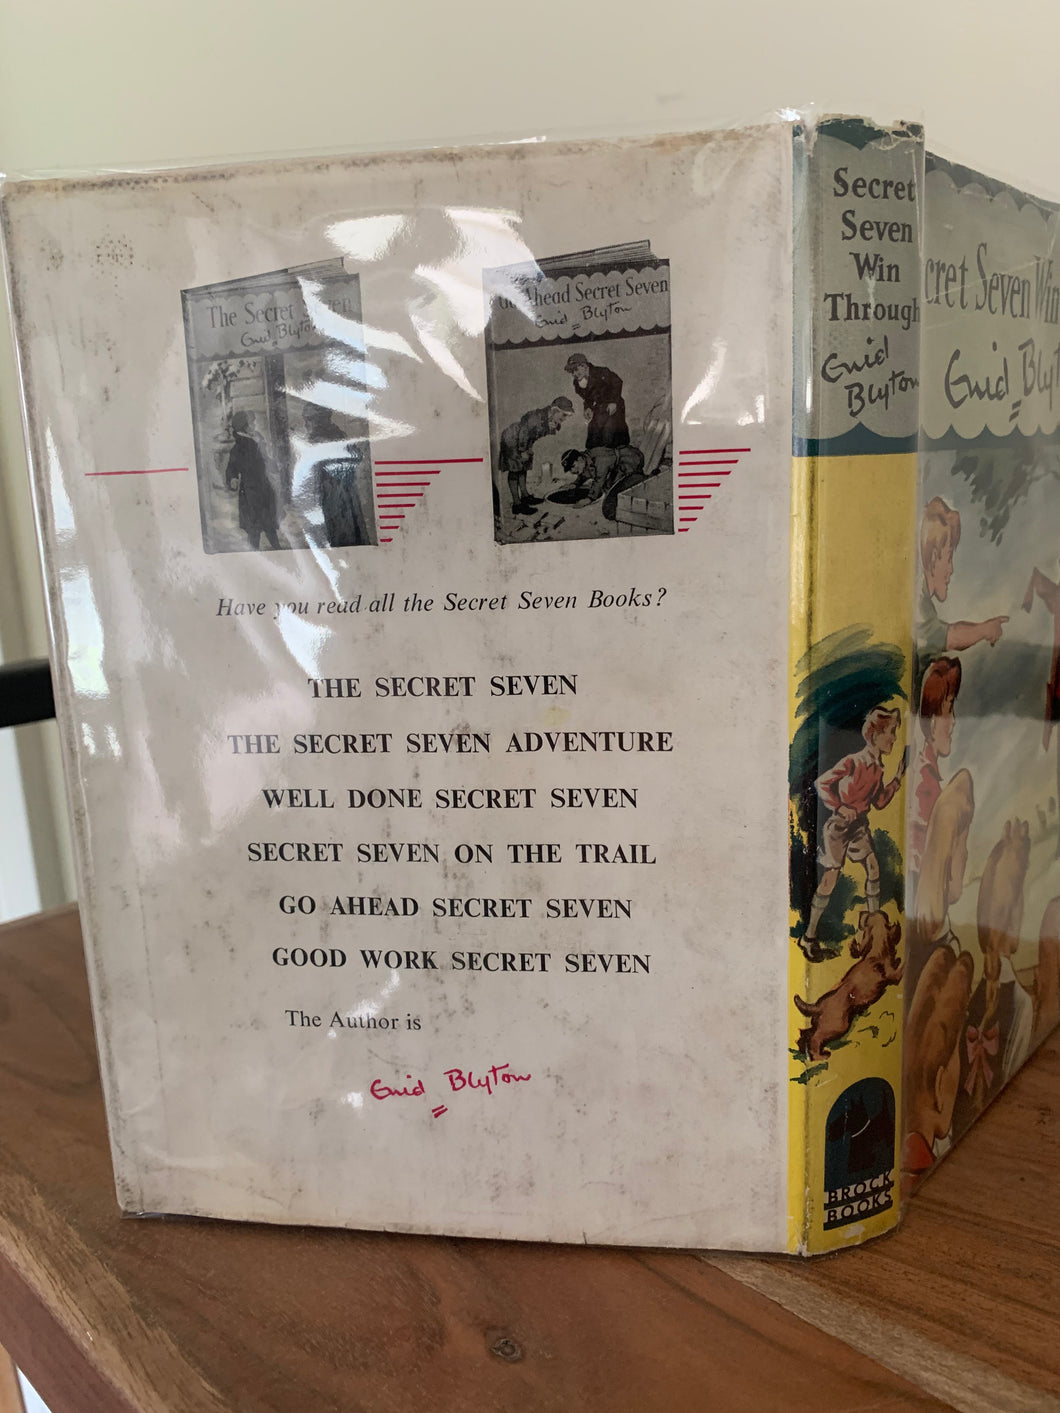 The Secret Seven
Enid Blyton
Go Ahead Secret Seven
Enid Blyton
Have you read all the Secret Seven Books?
THE SECRET SEVEN
THE SECRET SEVEN ADVENTURE
WELL DONE SECRET SEVEN
SECRET SEVEN ON THE TRAIL
GO AHEAD SECRET SEVEN
GOOD WORK SECRET SEVEN
The Author is
Enid Blyton
Secret
Seven
Win
Through
Enid
Blyton
BROCK
BOOKS
cret Seven Win
Enid Blyt